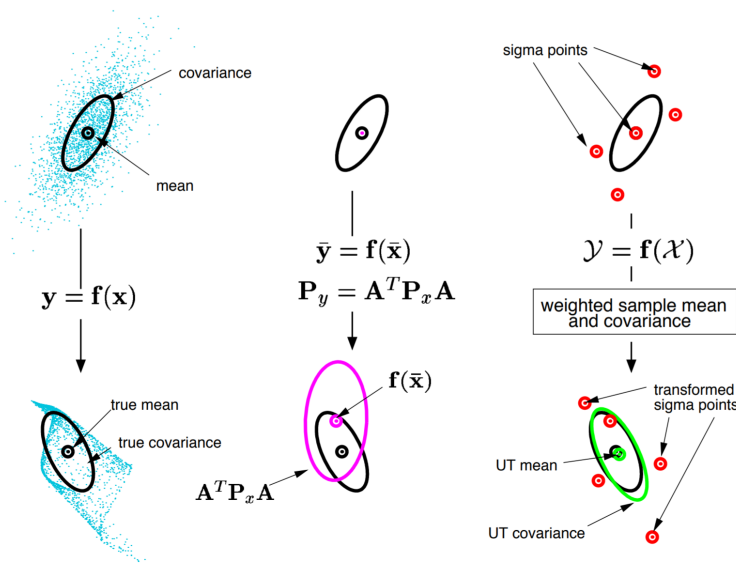 covariance
mean
y = f(x)
true mean
true covariance
ȳ = f(x̄)
P_y = A^T P_x A
f(x̄)
A^T P_x A
sigma points
𝒴 = f(𝒳)
weighted sample mean
and covariance
transformed
sigma points
UT mean
UT covariance